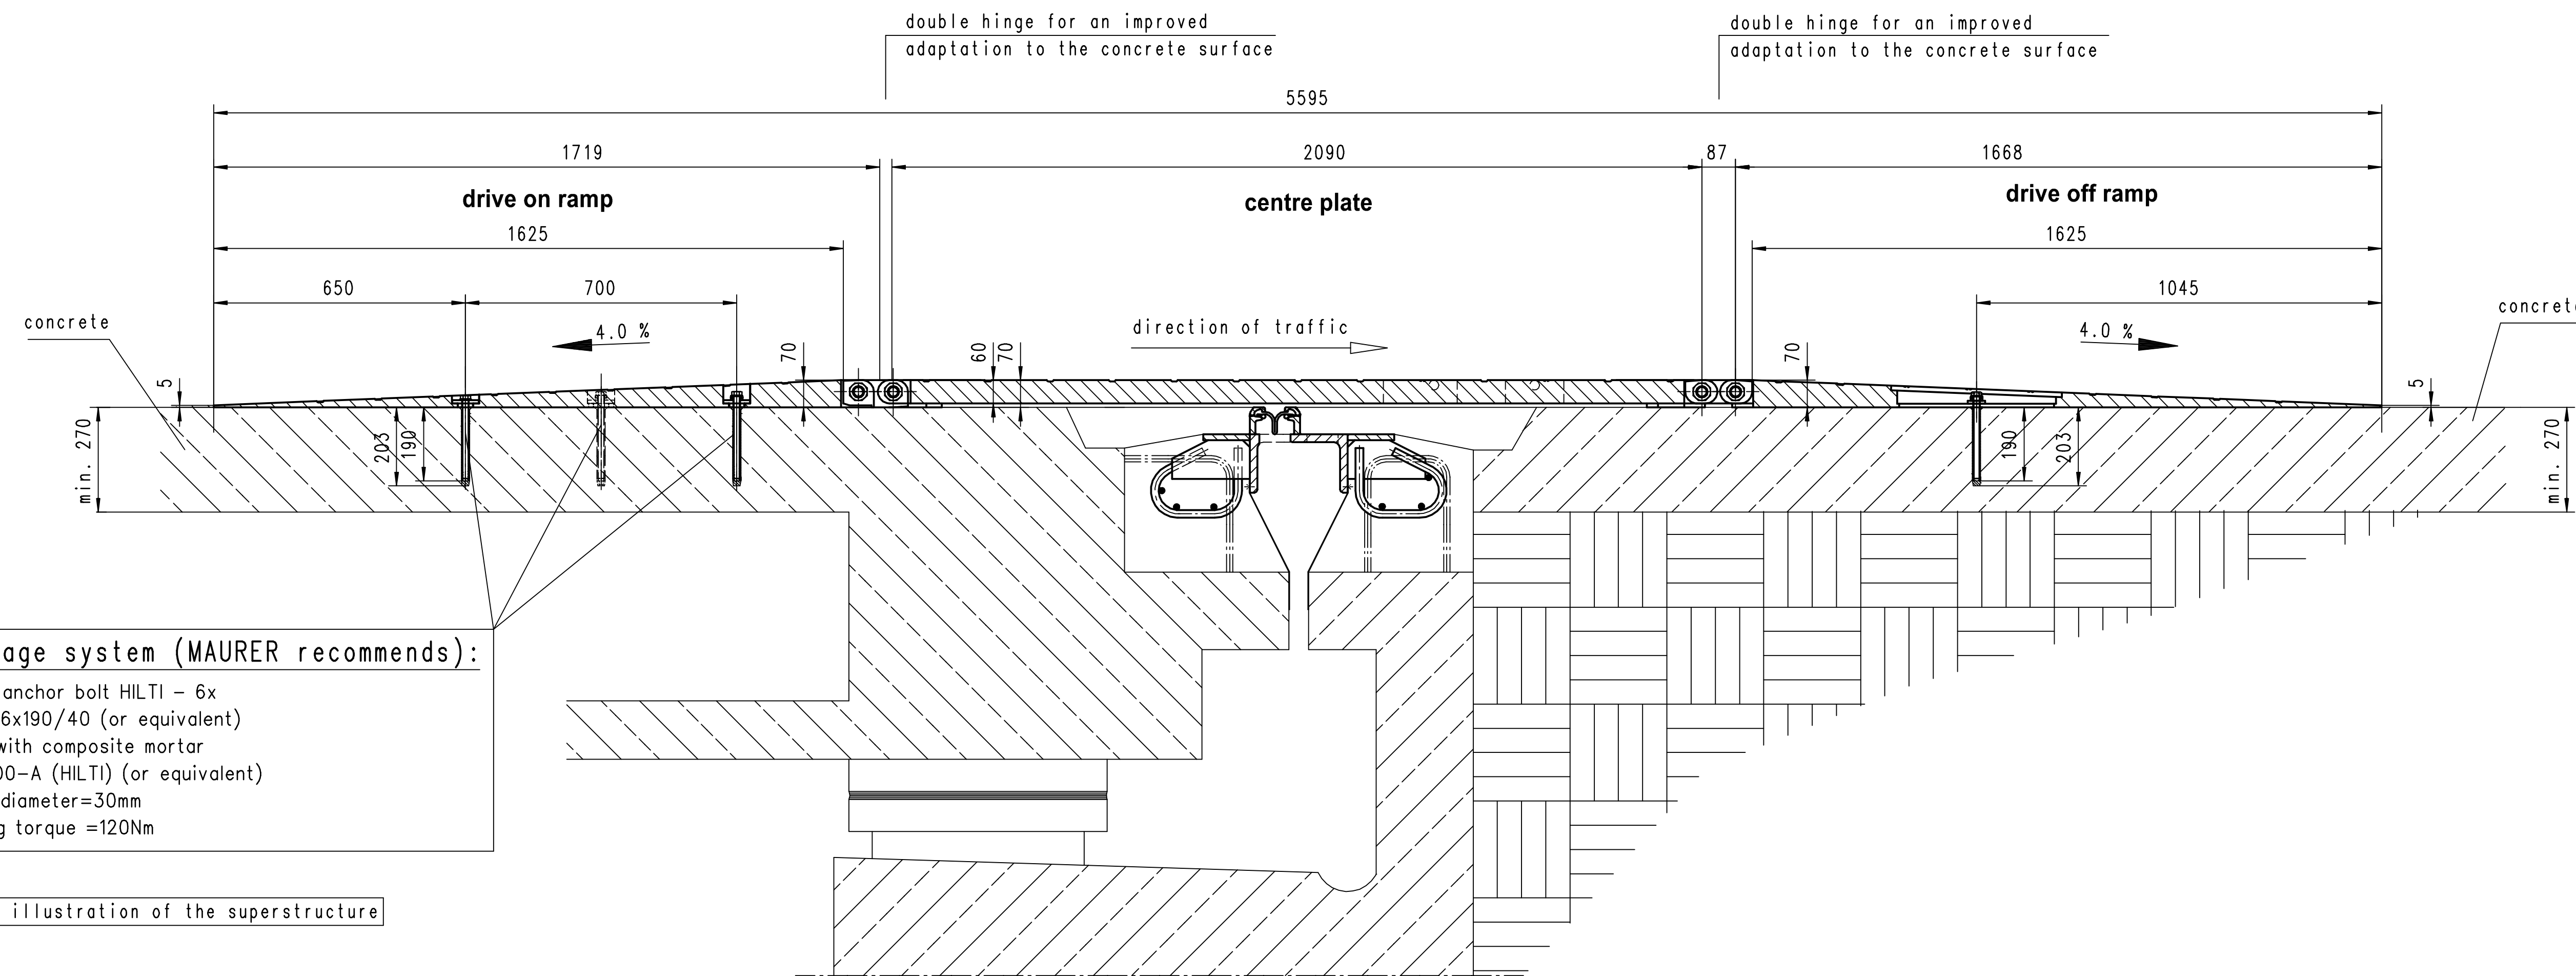 double hinge for an improved
adaptation to the concrete surface
double hinge for an improved
adaptation to the concrete surface
5595
1719
2090
87
1668
drive on ramp
centre plate
drive off ramp
1625
1625
650
700
1045
concrete
4.0 %
direction of traffic
4.0 %
concrete
5
70
60
70
70
5
min. 270
203
190
190
203
min. 270
age system (MAURER recommends):
anchor bolt HILTI - 6x
6x190/40 (or equivalent)
with composite mortar
00-A (HILTI) (or equivalent)
diameter=30mm
g torque =120Nm
illustration of the superstructure